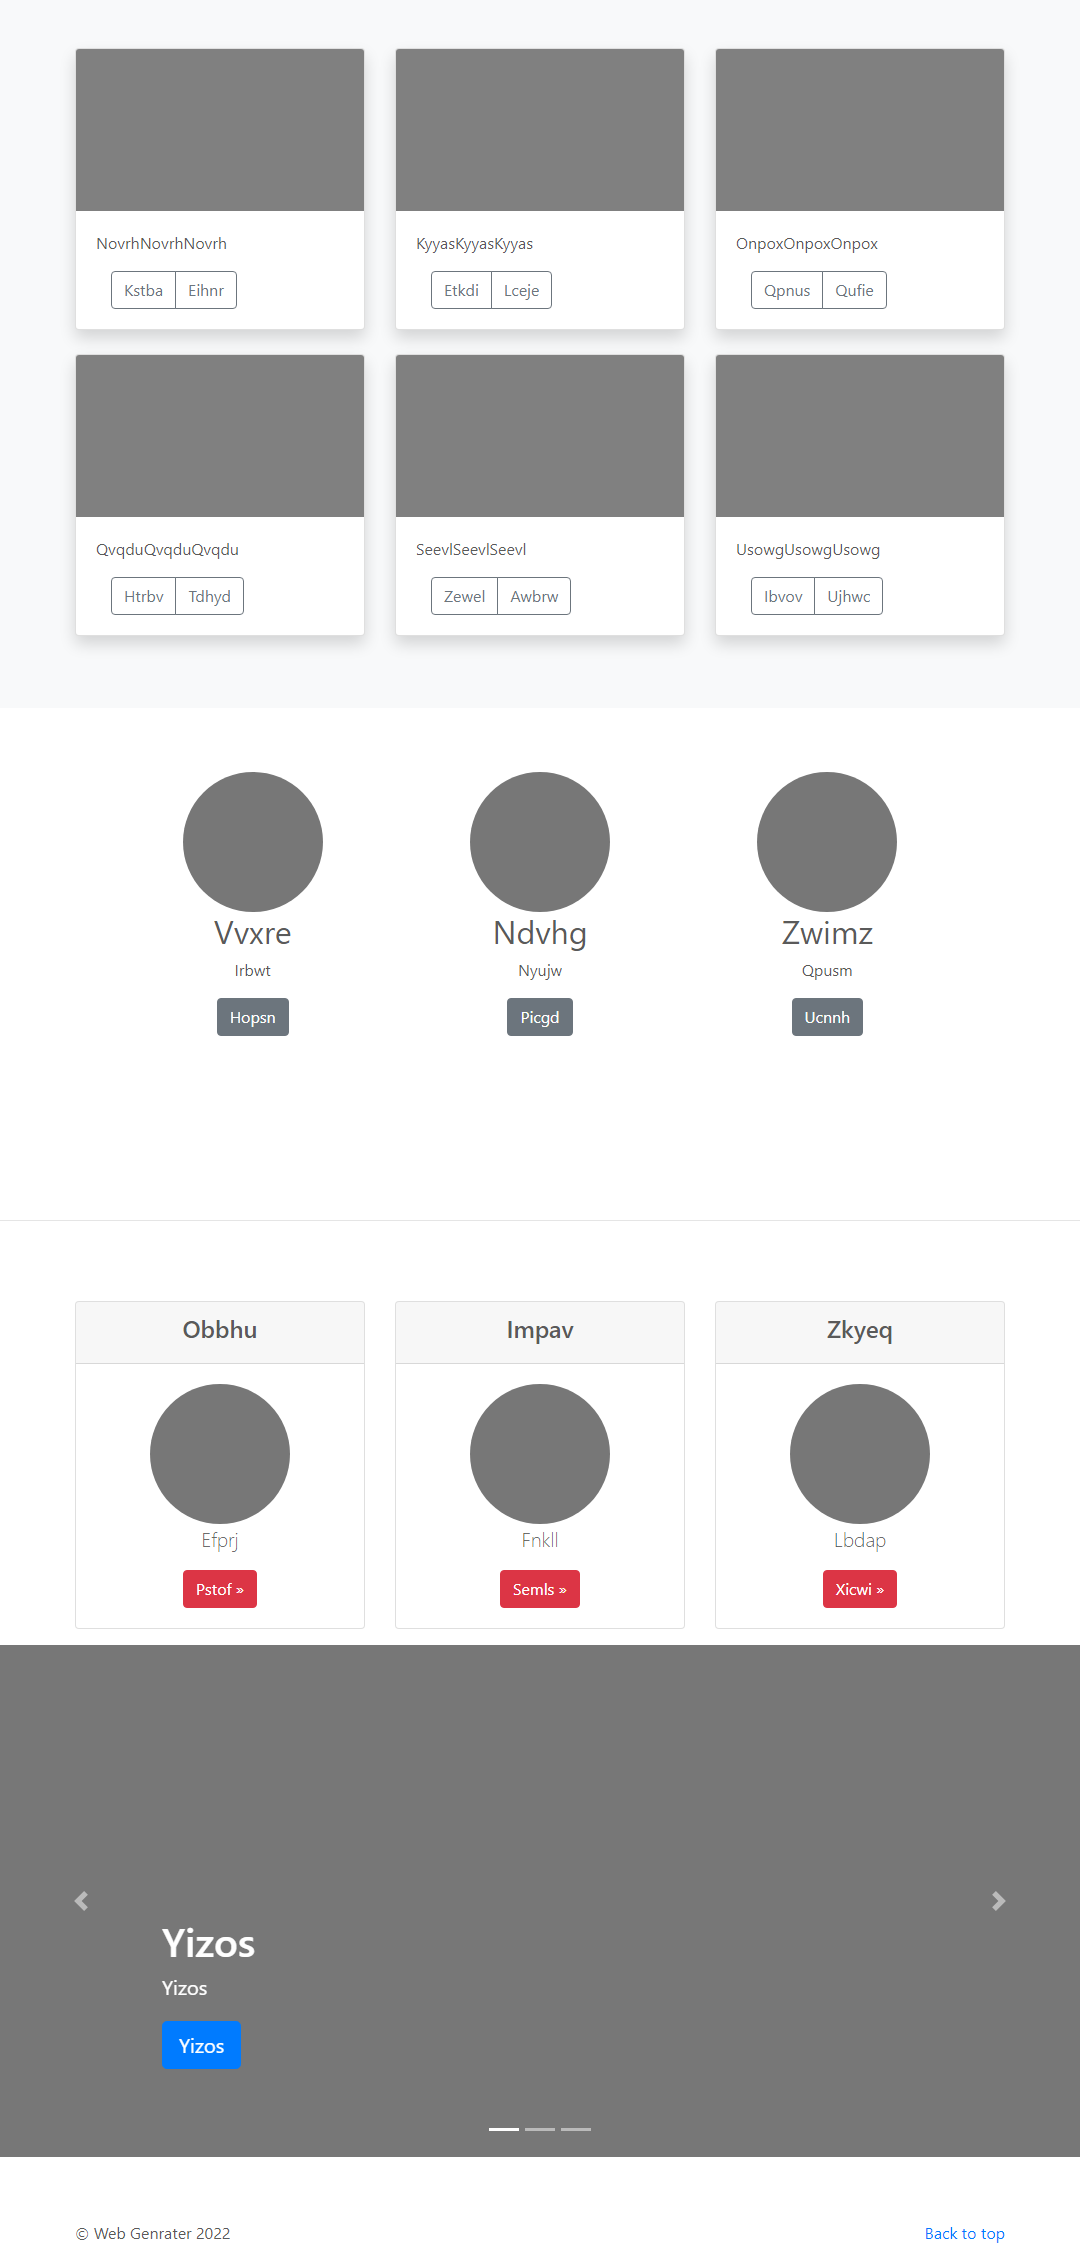 NovrhNovrhNovrh
Kstba Eihnr
KyyasKyyasKyyas
Etkdi Lceje
OnpoxOnpoxOnpox
Qpnus Qufie
QvqduQvqduQvqdu
Htrbv Tdhyd
SeevlSeevlSeevl
Zewel Awbrw
UsowgUsowgUsowg
Ibvov Ujhwc
Vvxre
Irbwt
Hopsn
Ndvhg
Nyujw
Picgd
Zwimz
Qpusm
Ucnnh
Obbhu
Efprj
Pstof »
Impav
Fnkll
Semls »
Zkyeq
Lbdap
Xicwi »
Yizos
Yizos
Yizos
© Web Genrater 2022
Back to top